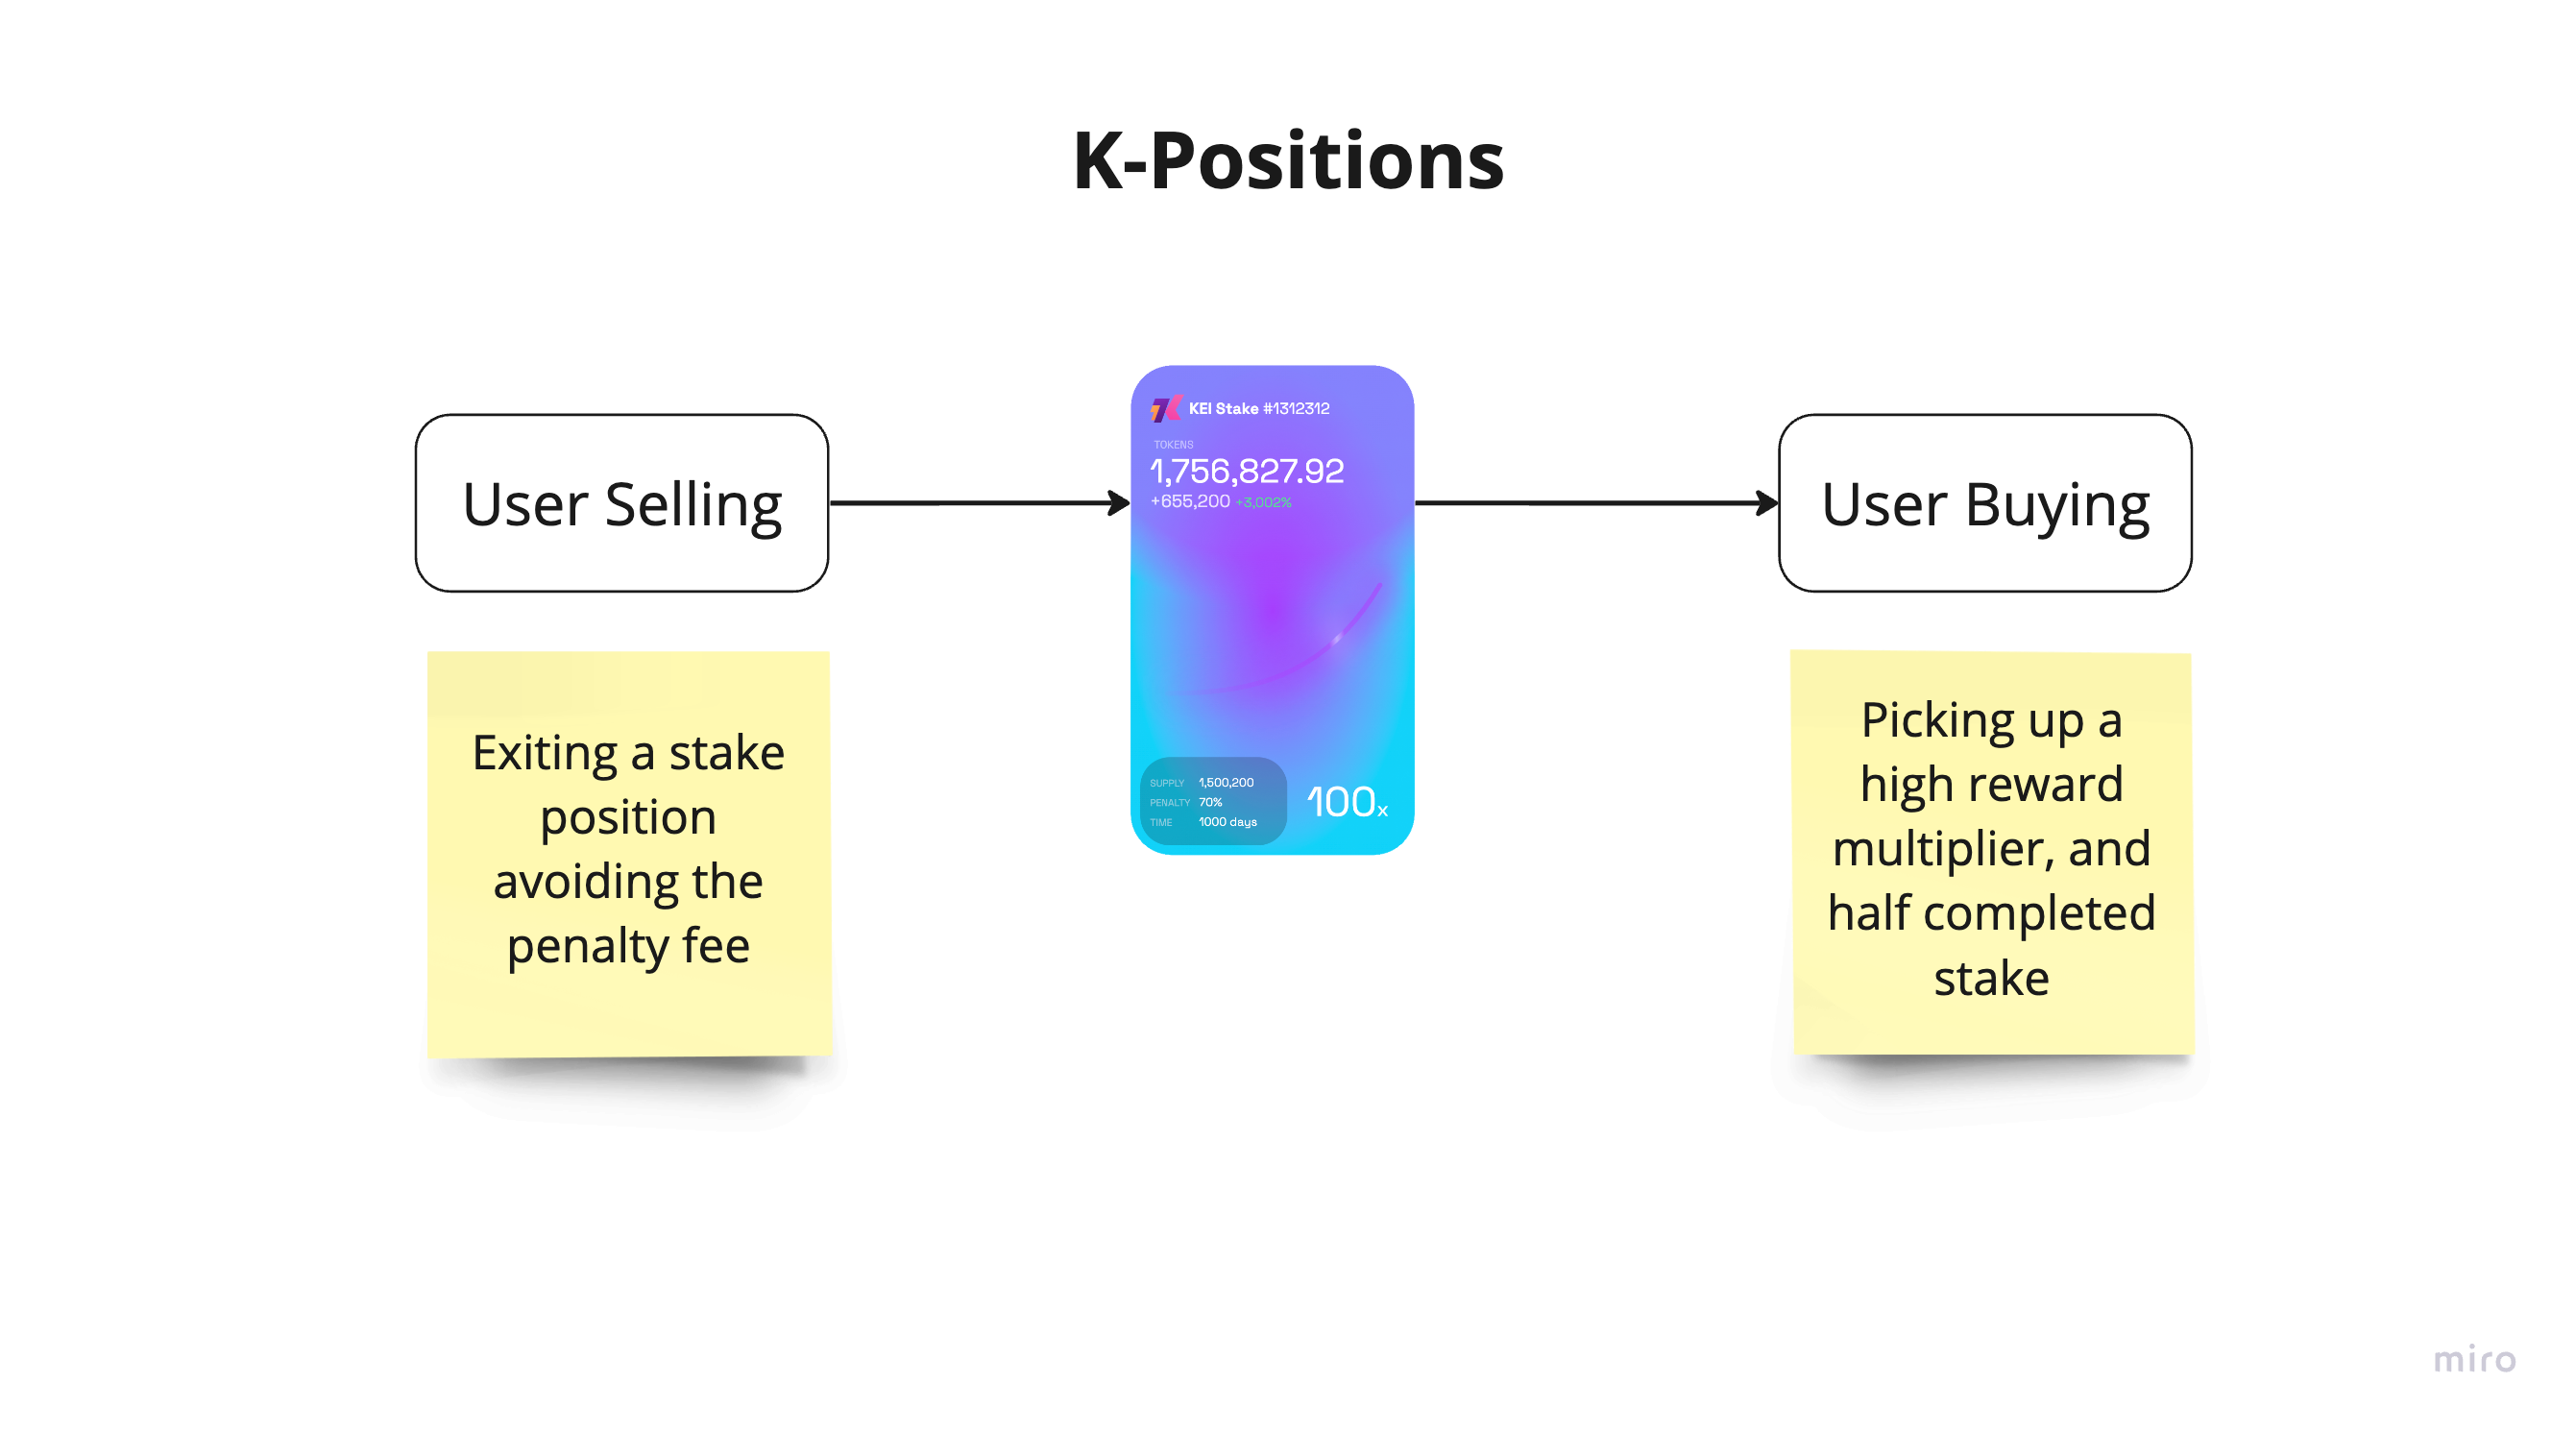 K-Positions
User Selling
KEI Stake #1312312
TOKENS
1,756,827.92
+655,200 +3,002%
SUPPLY 1,500,200
PENALTY 70%
TIME 1000 days
100x
User Buying
Exiting a stake
position
avoiding the
penalty fee
Picking up a
high reward
multiplier, and
half completed
stake
miro